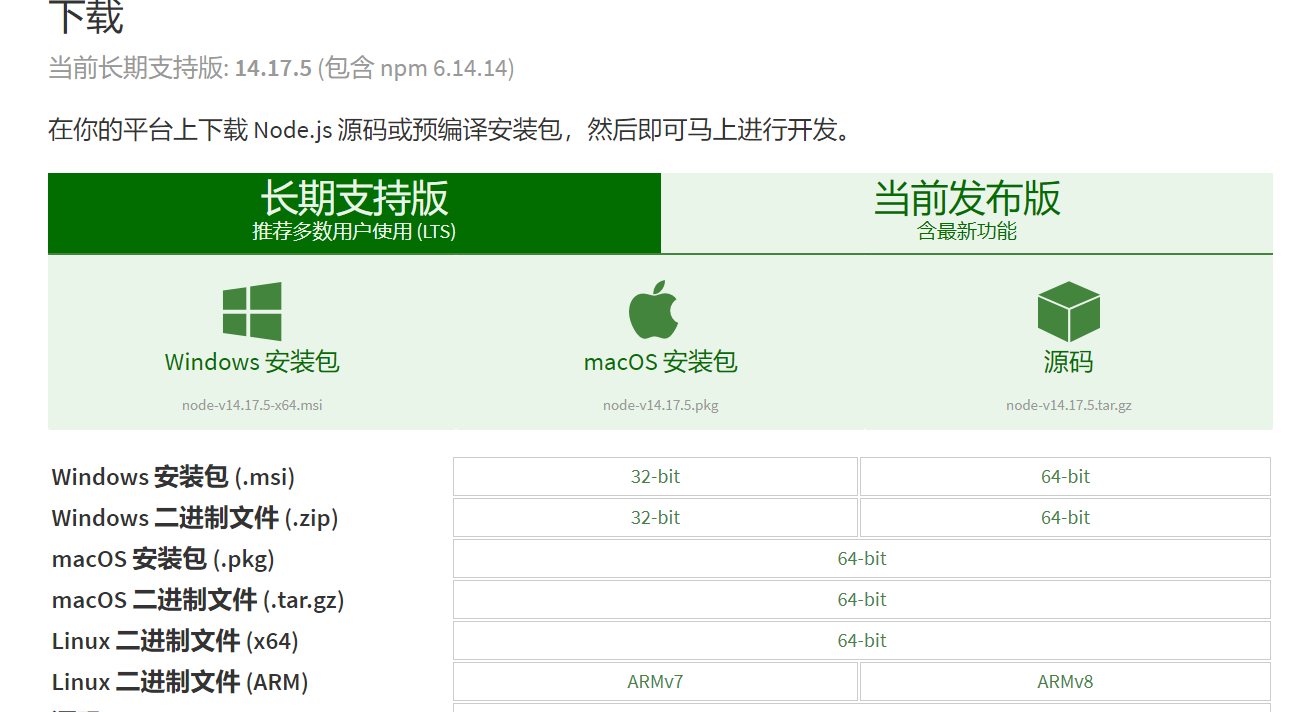 下载
当前长期支持版: 14.17.5 (包含 npm 6.14.14)
在你的平台上下载 Node.js 源码或预编译安装包，然后即可马上进行开发。
长期支持版
推荐多数用户使用 (LTS)
当前发布版
含最新功能
Windows 安装包
node-v14.17.5-x64.msi
macOS 安装包
node-v14.17.5.pkg
源码
node-v14.17.5.tar.gz
Windows 安装包 (.msi) 32-bit 64-bit
Windows 二进制文件 (.zip) 32-bit 64-bit
macOS 安装包 (.pkg) 64-bit
macOS 二进制文件 (.tar.gz) 64-bit
Linux 二进制文件 (x64) 64-bit
Linux 二进制文件 (ARM) ARMv7 ARMv8